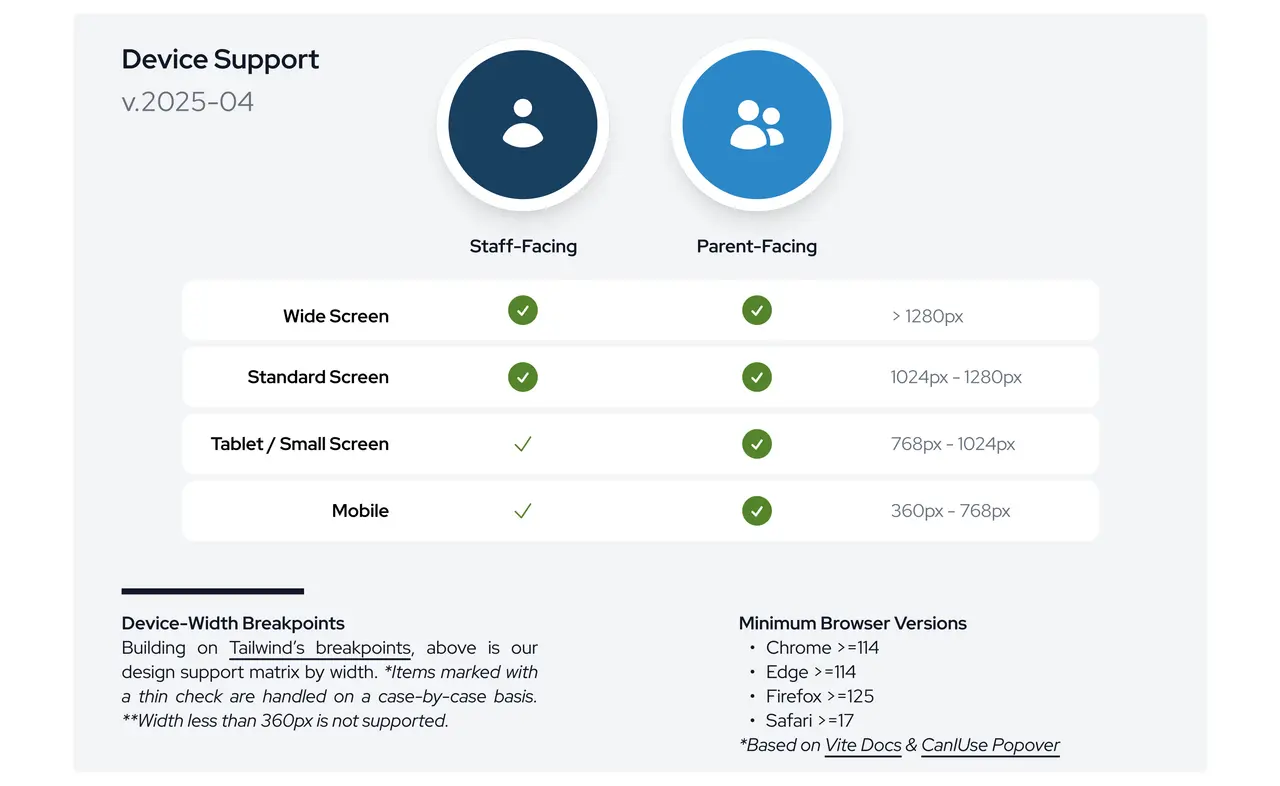 Device Support
v.2025-04
Staff-Facing
Parent-Facing
Wide Screen
> 1280px
Standard Screen
1024px - 1280px
Tablet / Small Screen
768px - 1024px
Mobile
360px - 768px
Device-Width Breakpoints
Building on Tailwind’s breakpoints, above is our
design support matrix by width. *Items marked with
a thin check are handled on a case-by-case basis.
**Width less than 360px is not supported.
Minimum Browser Versions
• Chrome >=114
• Edge >=114
• Firefox >=125
• Safari >=17
*Based on Vite Docs & CanIUse Popover